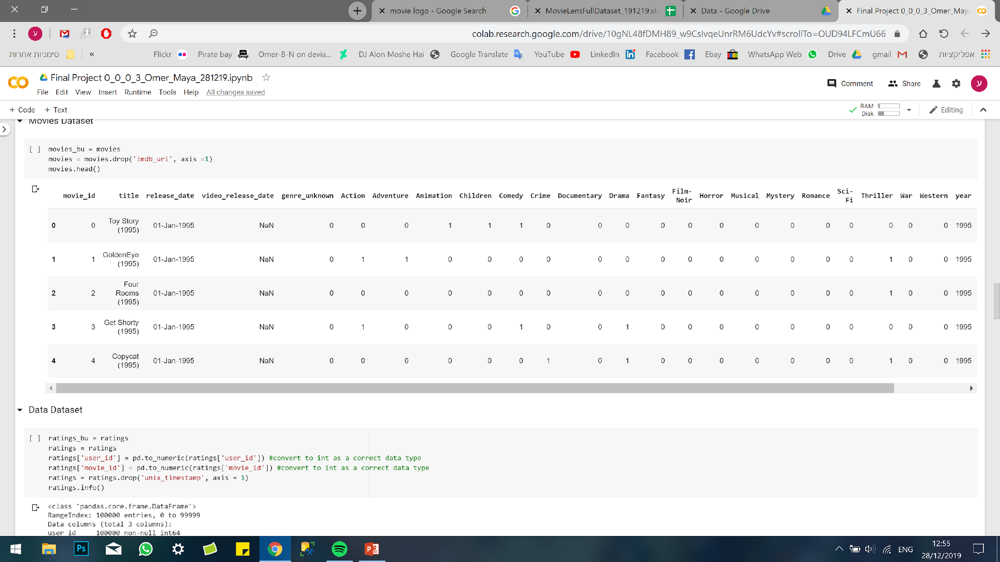 movie logo - Google Search
MovieLensFullDataset_191219.xls
Data - Google Drive
Final Project 0_0_0_3_Omer_Maya
colab.research.google.com/drive/10gNL48fDMH89_w9CsIvqeUnrRM6UdcYv#scrollTo=OUD94LFCmU66
סימניות אחרות
«
Flickr
Pirate bay
Omer-B-N on devia...
DJ Alon Moshe Hai
Google Translate
YouTube
LinkedIn
Facebook
Ebay
WhatsApp Web
Drive
gmail
אפליקציות
Final Project 0_0_0_3_Omer_Maya_281219.ipynb
Comment
Share
ע
File Edit View Insert Runtime Tools Help All changes saved
+ Code + Text
RAM
Disk
Editing
Movies Dataset
[ ] movies_bu = movies
movies = movies.drop('imdb_url', axis =1)
movies.head()
movie_id title release_date video_release_date genre_unknown Action Adventure Animation Children Comedy Crime Documentary Drama Fantasy Film-Noir Horror Musical Mystery Romance Sci-Fi Thriller War Western year
0 0 Toy Story (1995) 01-Jan-1995 NaN 0 0 0 1 1 1 0 0 0 0 0 0 0 0 0 0 0 0 0 1995
1 1 GoldenEye (1995) 01-Jan-1995 NaN 0 1 1 0 0 0 0 0 0 0 0 0 0 0 0 0 1 0 0 1995
2 2 Four Rooms (1995) 01-Jan-1995 NaN 0 0 0 0 0 0 0 0 0 0 0 0 0 0 0 0 1 0 0 1995
3 3 Get Shorty (1995) 01-Jan-1995 NaN 0 1 0 0 0 1 0 0 1 0 0 0 0 0 0 0 0 0 0 1995
4 4 Copycat (1995) 01-Jan-1995 NaN 0 0 0 0 0 0 1 0 1 0 0 0 0 0 0 0 1 0 0 1995
Data Dataset
[ ] ratings_bu = ratings
ratings = ratings
ratings['user_id'] = pd.to_numeric(ratings['user_id']) #convert to int as a correct data type
ratings['movie_id'] = pd.to_numeric(ratings['movie_id']) #convert to int as a correct data type
ratings = ratings.drop('unix_timestamp', axis = 1)
ratings.info()
<class 'pandas.core.frame.DataFrame'>
RangeIndex: 100000 entries, 0 to 99999
Data columns (total 3 columns):
user_id 100000 non-null int64
Ps
ENG
12:55
28/12/2019